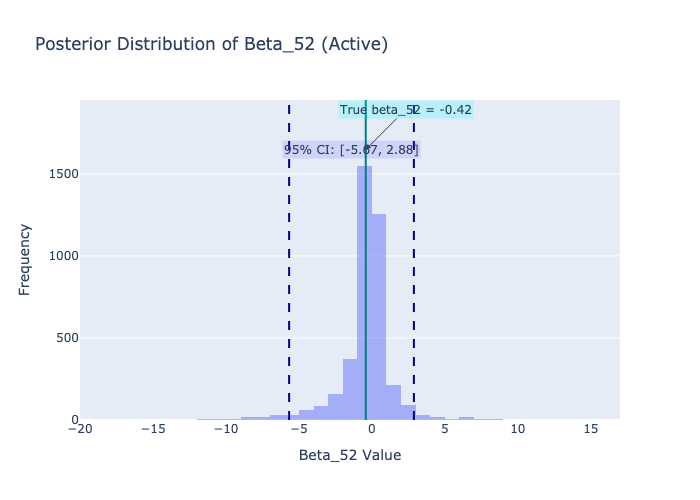 Posterior Distribution of Beta_52 (Active)
True beta_52 = -0.42
95% CI: [-5.67, 2.88]
1500
1000
500
0
Frequency
−20
−15
−10
−5
0
5
10
15
Beta_52 Value